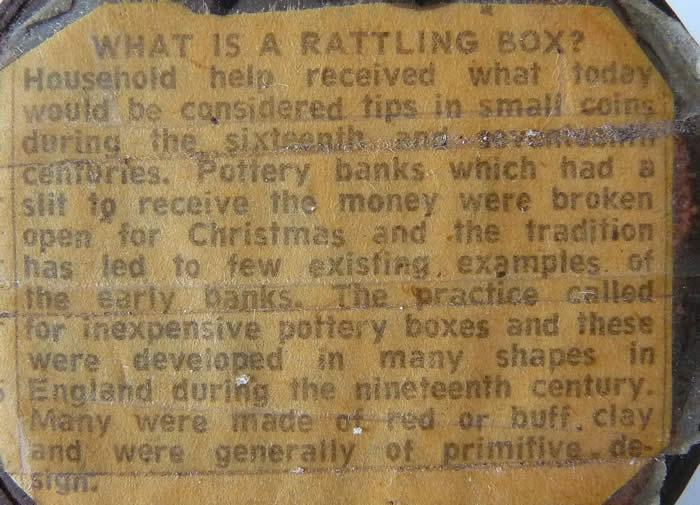 WHAT IS A RATTLING BOX?
Household help received what today
would be considered tips in small coins
during the sixteenth and seventeenth
centuries. Pottery banks which had a
slit to receive the money were broken
open for Christmas and the tradition
has led to few existing examples of
the early banks. The practice called
for inexpensive pottery boxes and these
were developed in many shapes in
England during the nineteenth century.
Many were made of red or buff clay
and were generally of primitive de-
sign.